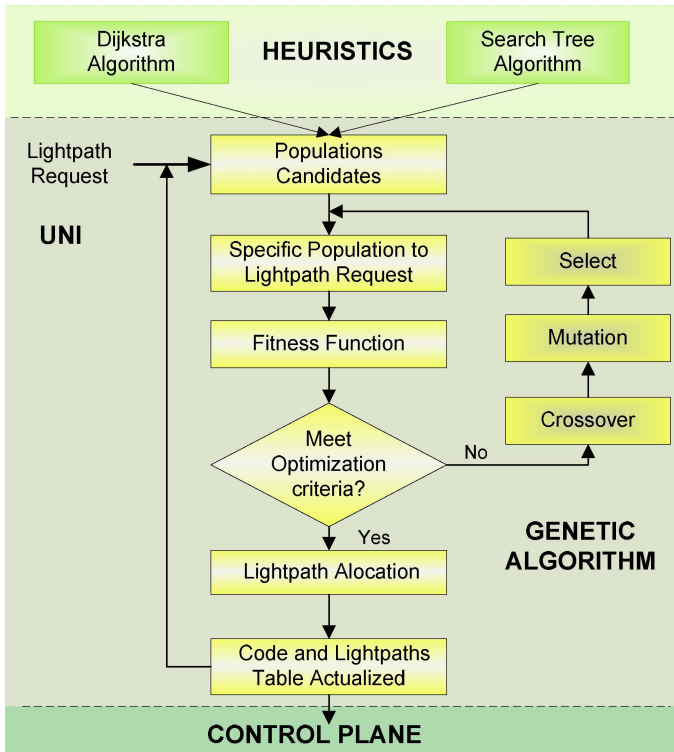 Dijkstra
Algorithm
HEURISTICS
Search Tree
Algorithm
Lightpath
Request
Populations
Candidates
UNI
Specific Population to
Lightpath Request
Select
Fitness Function
Mutation
Crossover
Meet
Optimization
criteria?
No
Yes
GENETIC
ALGORITHM
Lightpath Alocation
Code and Lightpaths
Table Actualized
CONTROL PLANE